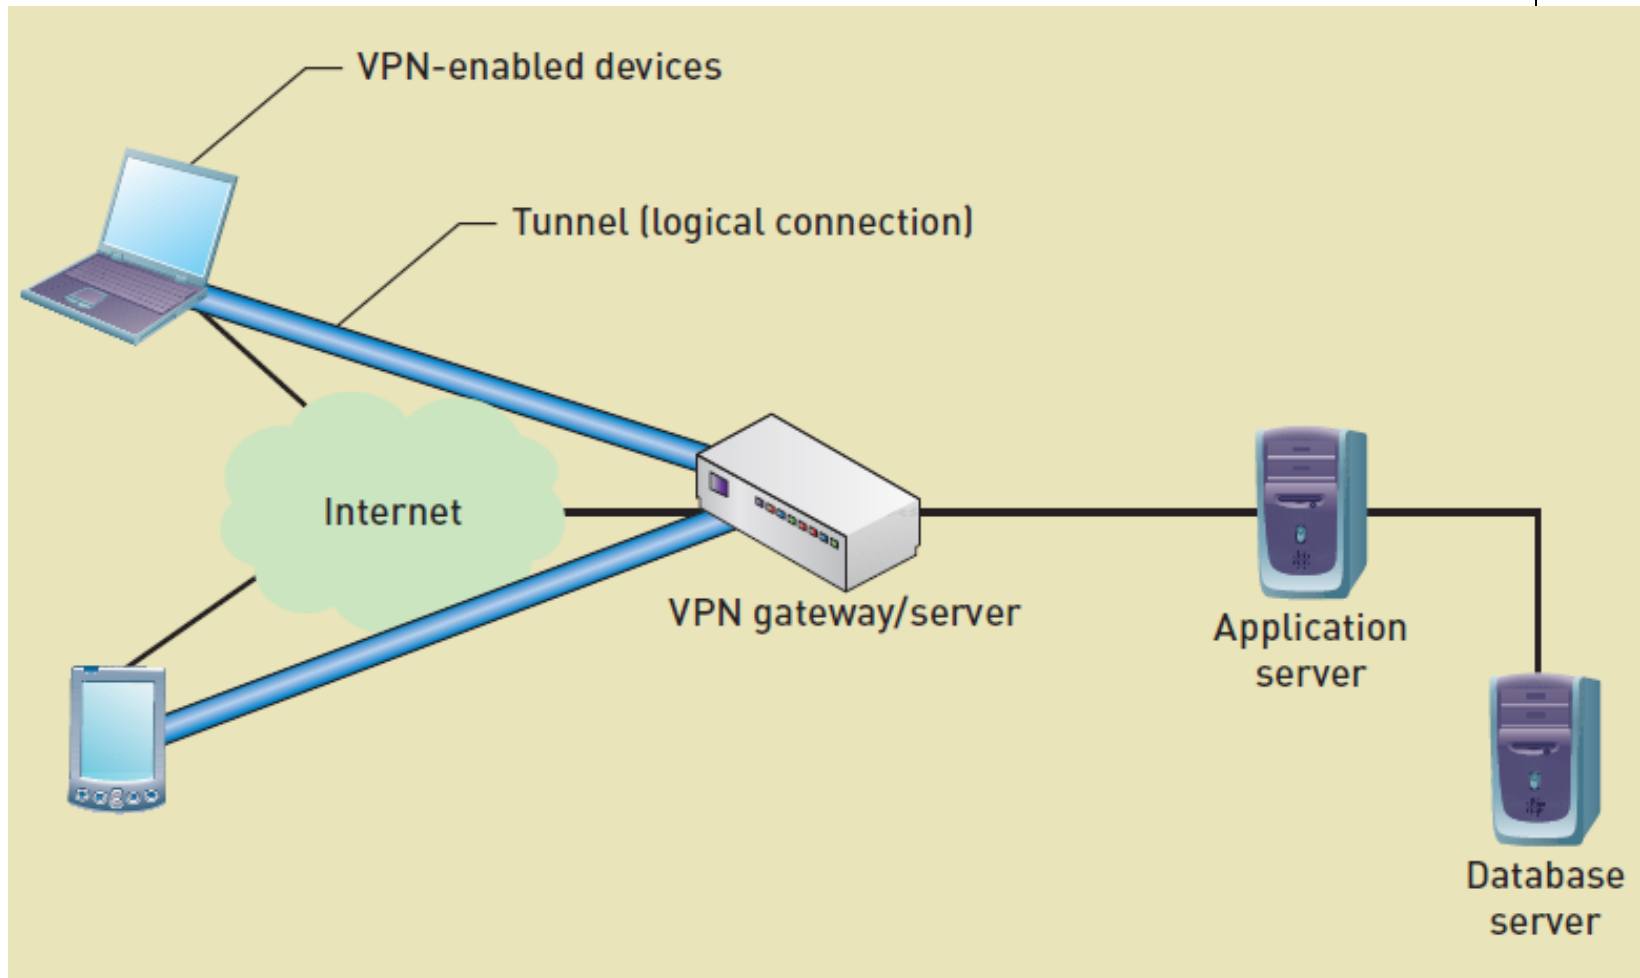 VPN-enabled devices
Tunnel (logical connection)
Internet
VPN gateway/server
Application
server
Database
server